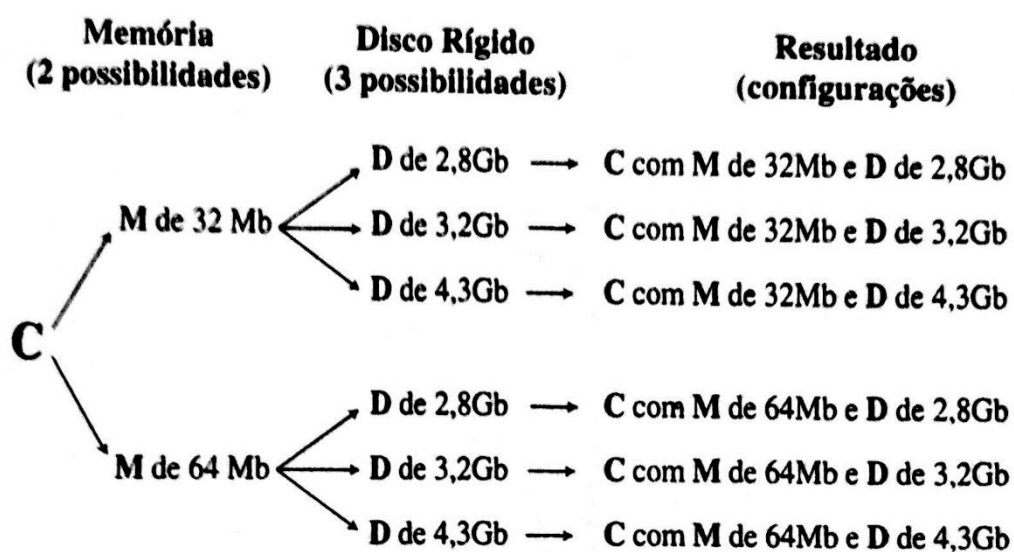 Memória
(2 possibilidades)
Disco Rígido
(3 possibilidades)
Resultado
(configurações)
D de 2,8Gb → C com M de 32Mb e D de 2,8Gb
M de 32 Mb D de 3,2Gb → C com M de 32Mb e D de 3,2Gb
D de 4,3Gb → C com M de 32Mb e D de 4,3Gb
C
D de 2,8Gb → C com M de 64Mb e D de 2,8Gb
M de 64 Mb D de 3,2Gb → C com M de 64Mb e D de 3,2Gb
D de 4,3Gb → C com M de 64Mb e D de 4,3Gb